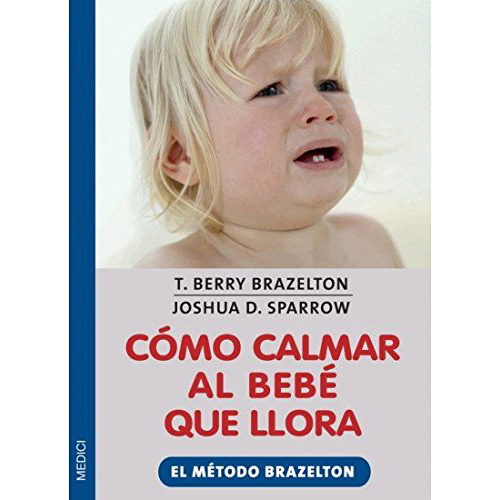 T. BERRY BRAZELTON
JOSHUA D. SPARROW
CÓMO CALMAR
AL BEBÉ
QUE LLORA
EL MÉTODO BRAZELTON
MEDICI